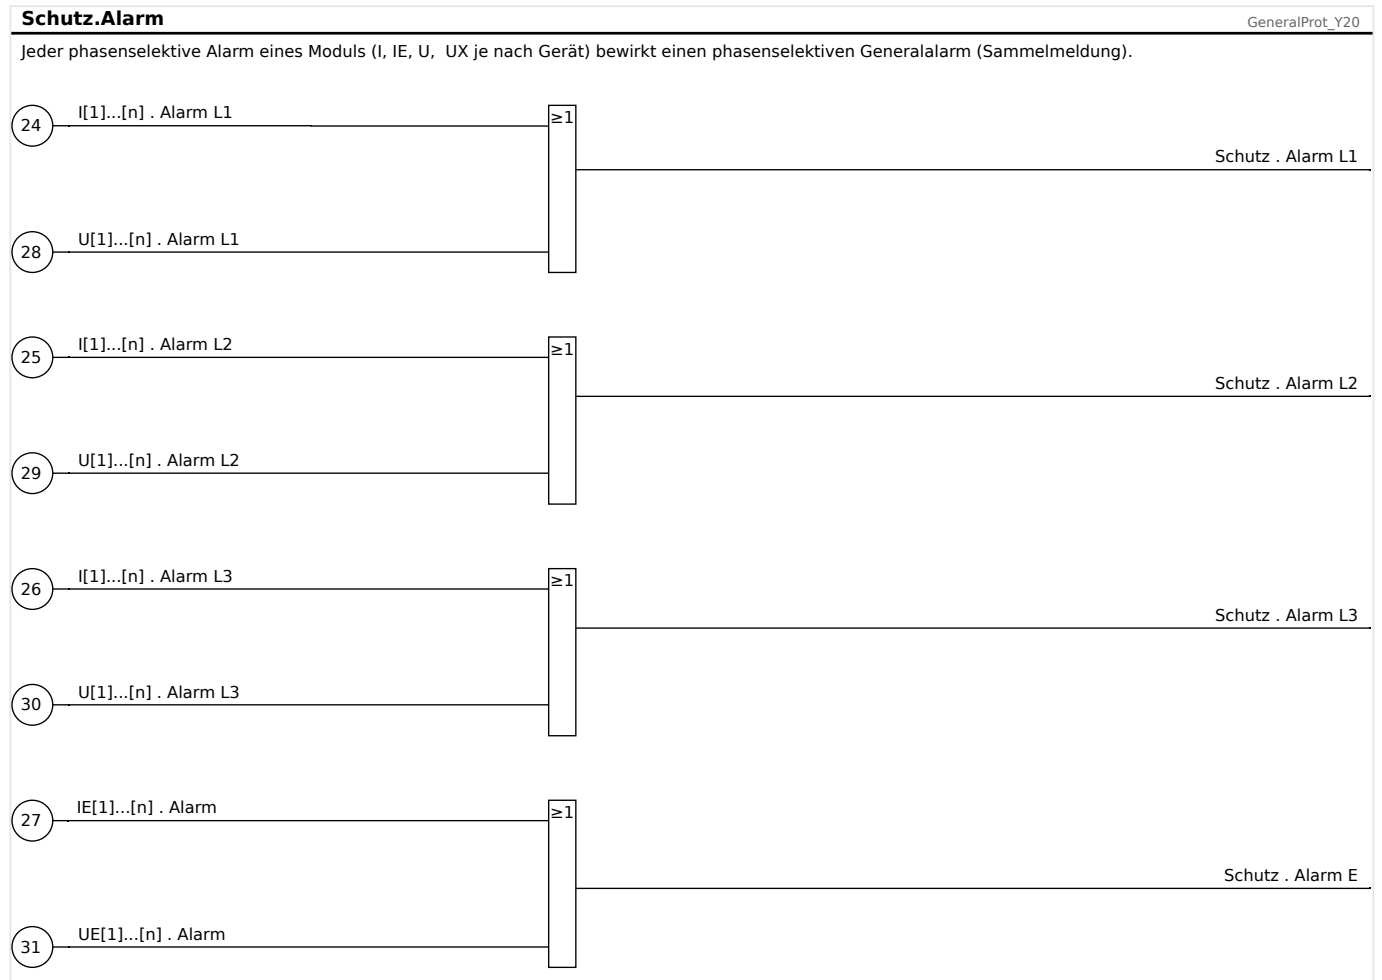 Schutz.Alarm
GeneralProt_Y20
Jeder phasenselektive Alarm eines Moduls (I, IE, U,  UX je nach Gerät) bewirkt einen phasenselektiven Generalalarm (Sammelmeldung).
24
I[1]...[n] . Alarm L1
≥1
Schutz . Alarm L1
28
U[1]...[n] . Alarm L1
25
I[1]...[n] . Alarm L2
≥1
Schutz . Alarm L2
29
U[1]...[n] . Alarm L2
26
I[1]...[n] . Alarm L3
≥1
Schutz . Alarm L3
30
U[1]...[n] . Alarm L3
27
IE[1]...[n] . Alarm
≥1
Schutz . Alarm E
31
UE[1]...[n] . Alarm